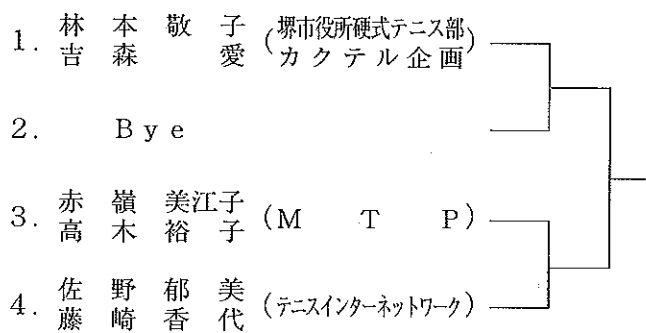 1. 林本敬子 (堺市役所硬式テニス部
吉森愛 カクテル企画)
2. Bye
3. 赤嶺美江子 (MTP)
高木裕子
4. 佐野郁美 (テニスインターネットワーク)
藤崎香代